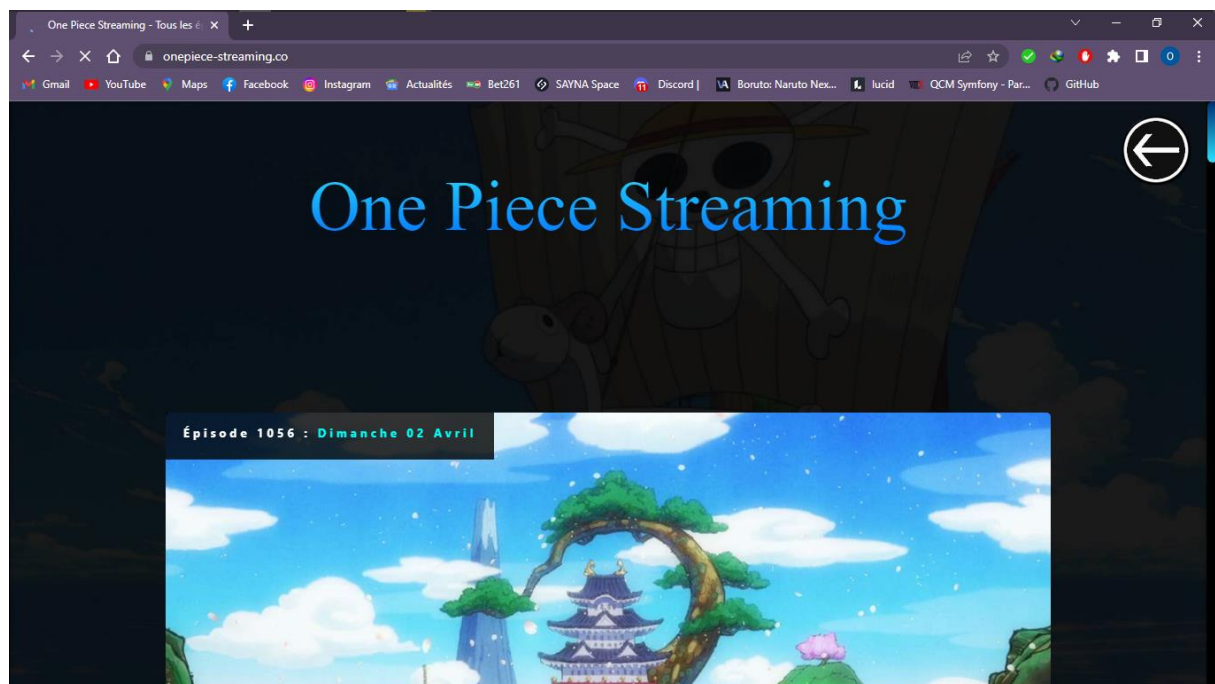 One Piece Streaming - Tous les é
onepiece-streaming.co
O
Gmail YouTube Maps Facebook Instagram Actualités Bet261 SAYNA Space Discord | Boruto: Naruto Nex... lucid QCM Symfony - Par... GitHub
One Piece Streaming
Épisode 1056 : Dimanche 02 Avril